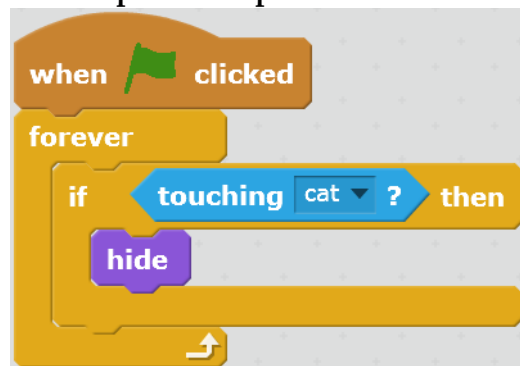 when clicked
forever
if touching cat ? then
hide